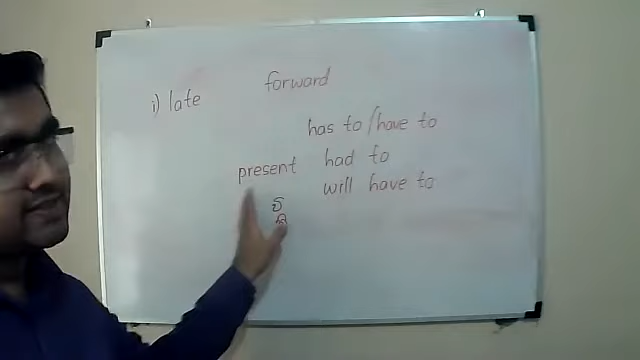 forward
i) late
has to / have to
present had to
will have to